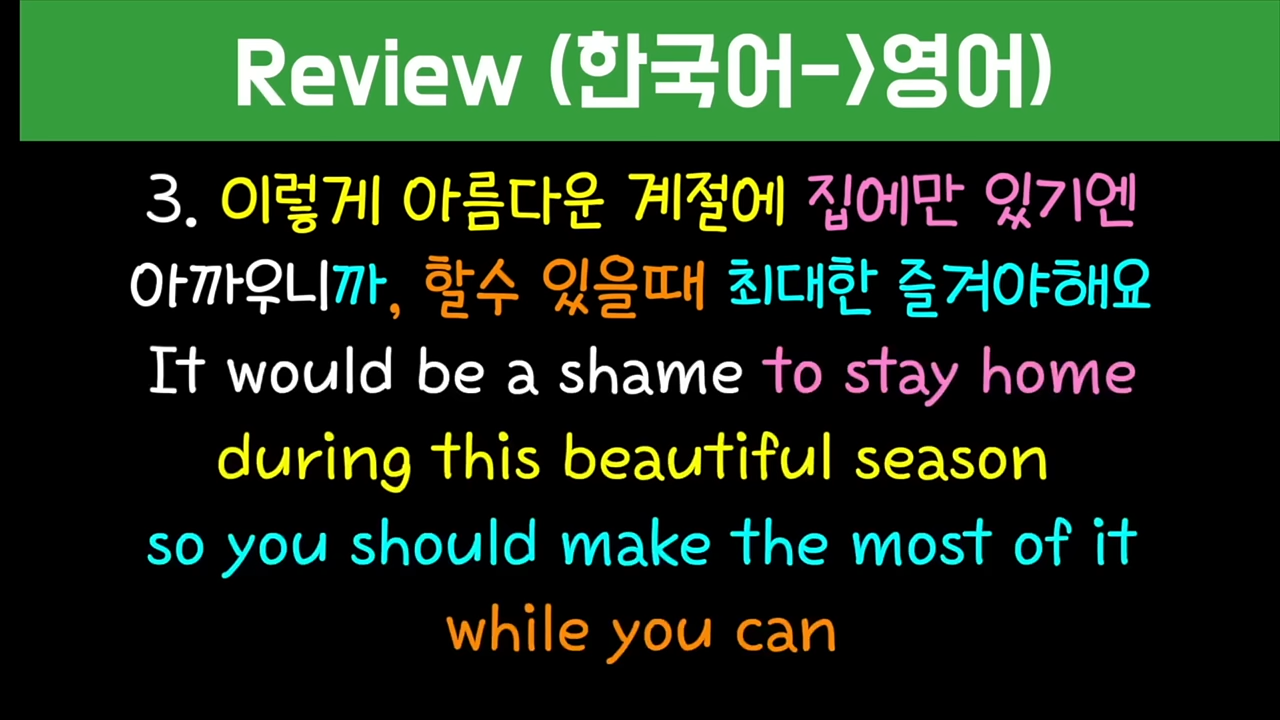 Review (한국어->영어)
3. 이렇게 아름다운 계절에 집에만 있기엔
아까우니까, 할수 있을때 최대한 즐겨야해요
It would be a shame to stay home
during this beautiful season
so you should make the most of it
while you can